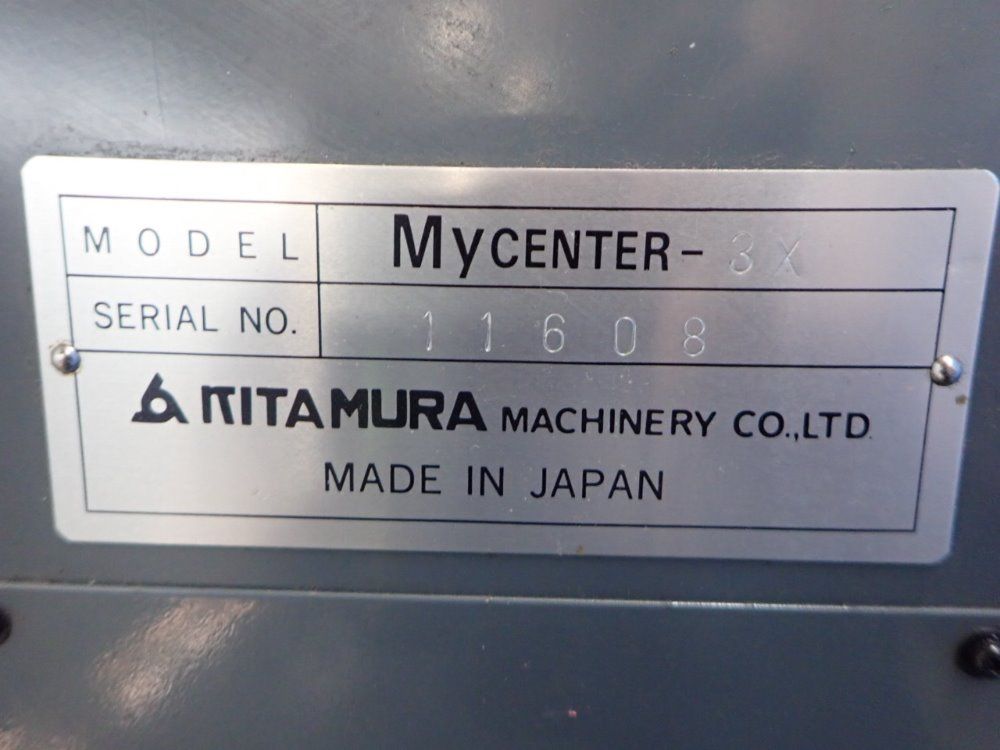 MODEL MyCENTER-3X
SERIAL NO. 11608
KITAMURA MACHINERY CO.,LTD.
MADE IN JAPAN